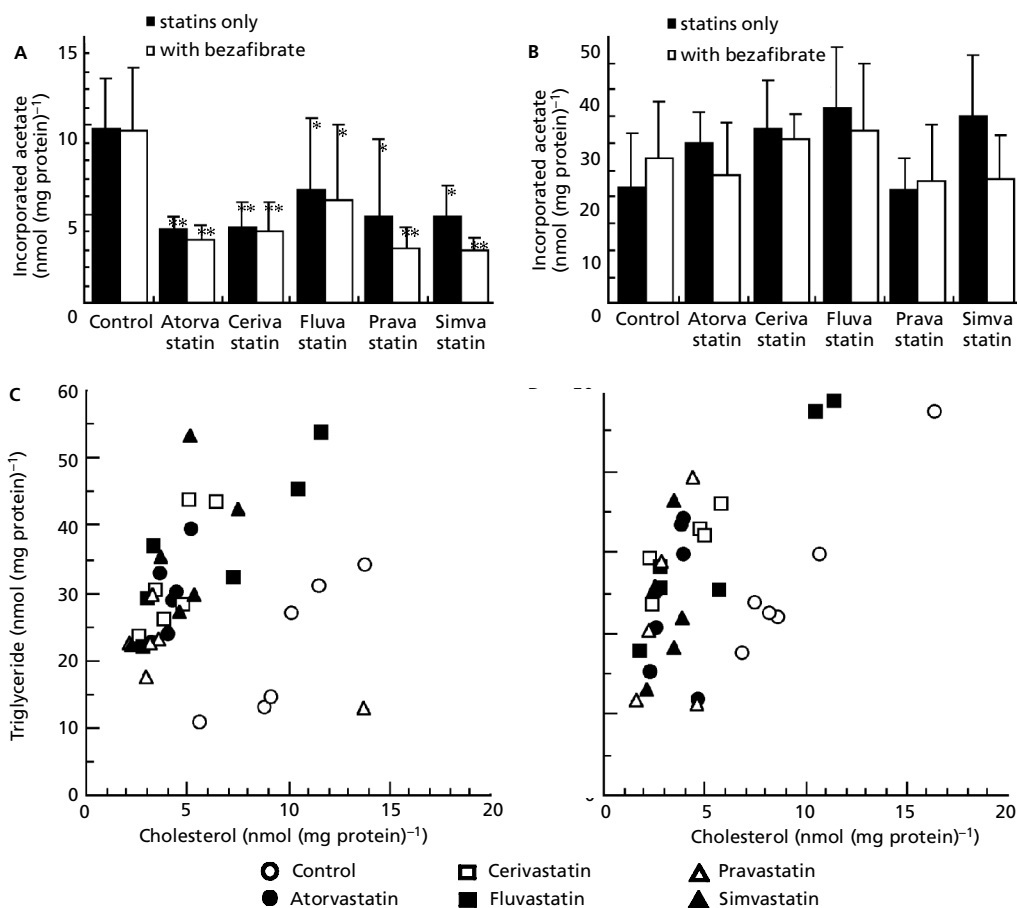 A
■ statins only
□ with bezafibrate
Incorporated acetate
(nmol (mg protein)⁻¹)
15
10
5
0
* * *
** ** ** ** ** * **
Control Atorva Ceriva Fluva Prava Simva
statin statin statin statin statin
B
■ statins only
□ with bezafibrate
Incorporated acetate
(nmol (mg protein)⁻¹)
50
40
30
20
10
0
Control Atorva Ceriva Fluva Prava Simva
statin statin statin statin statin
C
Triglyceride (nmol (mg protein)⁻¹)
60
50
40
30
20
10
0
0 5 10 15 20
Cholesterol (nmol (mg protein)⁻¹)
0 5 10 15 20
Cholesterol (nmol (mg protein)⁻¹)
Control Cerivastatin Pravastatin
Atorvastatin Fluvastatin Simvastatin